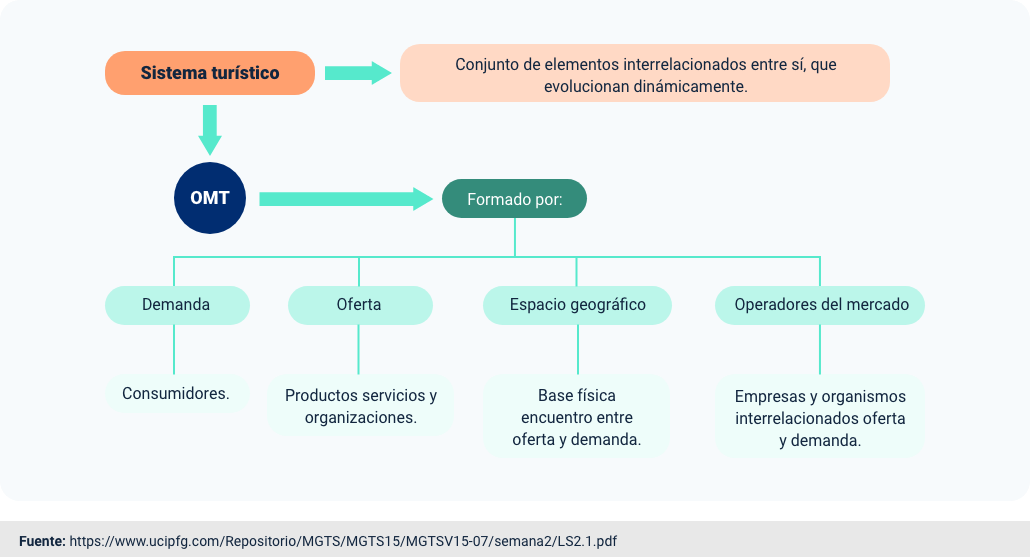 Sistema turístico
Conjunto de elementos interrelacionados entre sí, que
evolucionan dinámicamente.
OMT
Formado por:
Demanda
Oferta
Espacio geográfico
Operadores del mercado
Consumidores.
Productos servicios y
organizaciones.
Base física
encuentro entre
oferta y demanda.
Empresas y organismos
interrelacionados oferta
y demanda.
Fuente: https://www.ucipfg.com/Repositorio/MGTS/MGTS15/MGTSV15-07/semana2/LS2.1.pdf